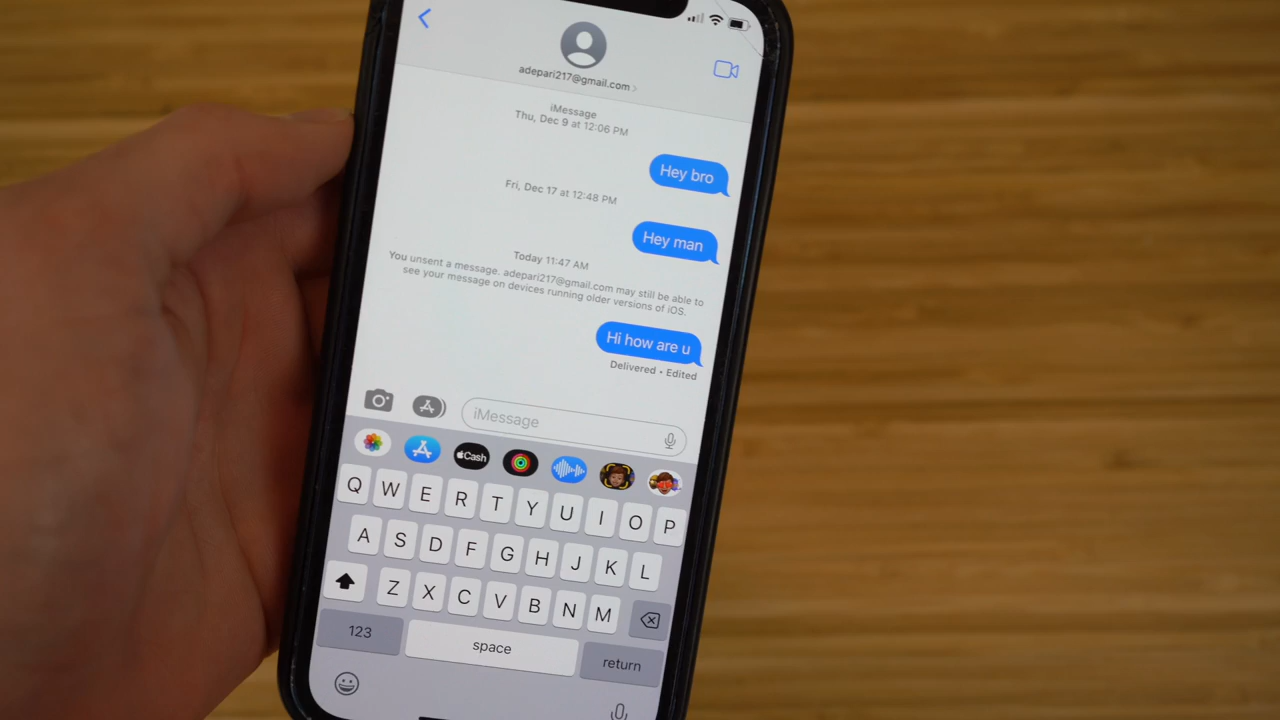 adepari217@gmail.com >
iMessage
Thu, Dec 9 at 12:06 PM
Hey bro
Fri, Dec 17 at 12:48 PM
Hey man
Today 11:47 AM
You unsent a message. adepari217@gmail.com may still be able to
see your message on devices running older versions of iOS.
Hi how are u
Delivered • Edited
iMessage
Cash
Q W E R T Y U I O P
A S D F G H J K L
Z X C V B N M
123 space return